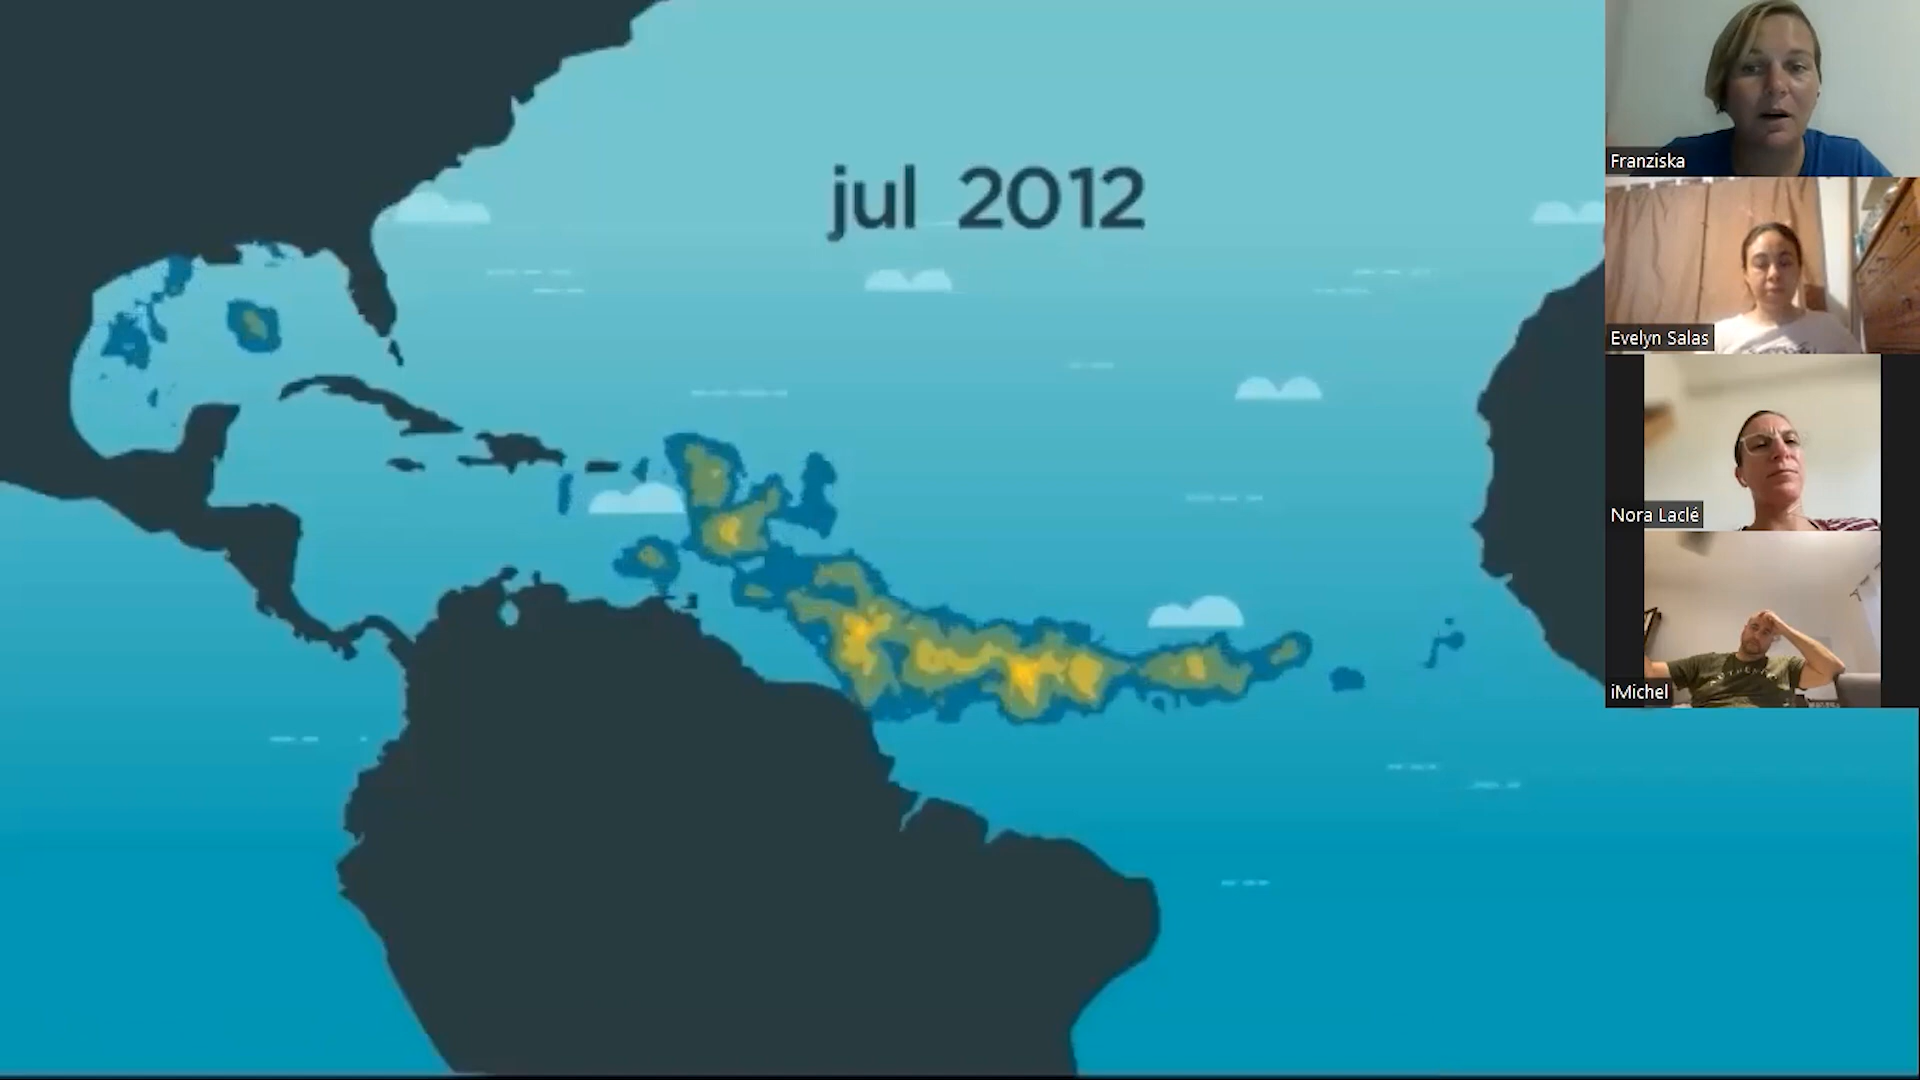 jul 2012
Franziska
Evelyn Salas
Nora Laclé
iMichel